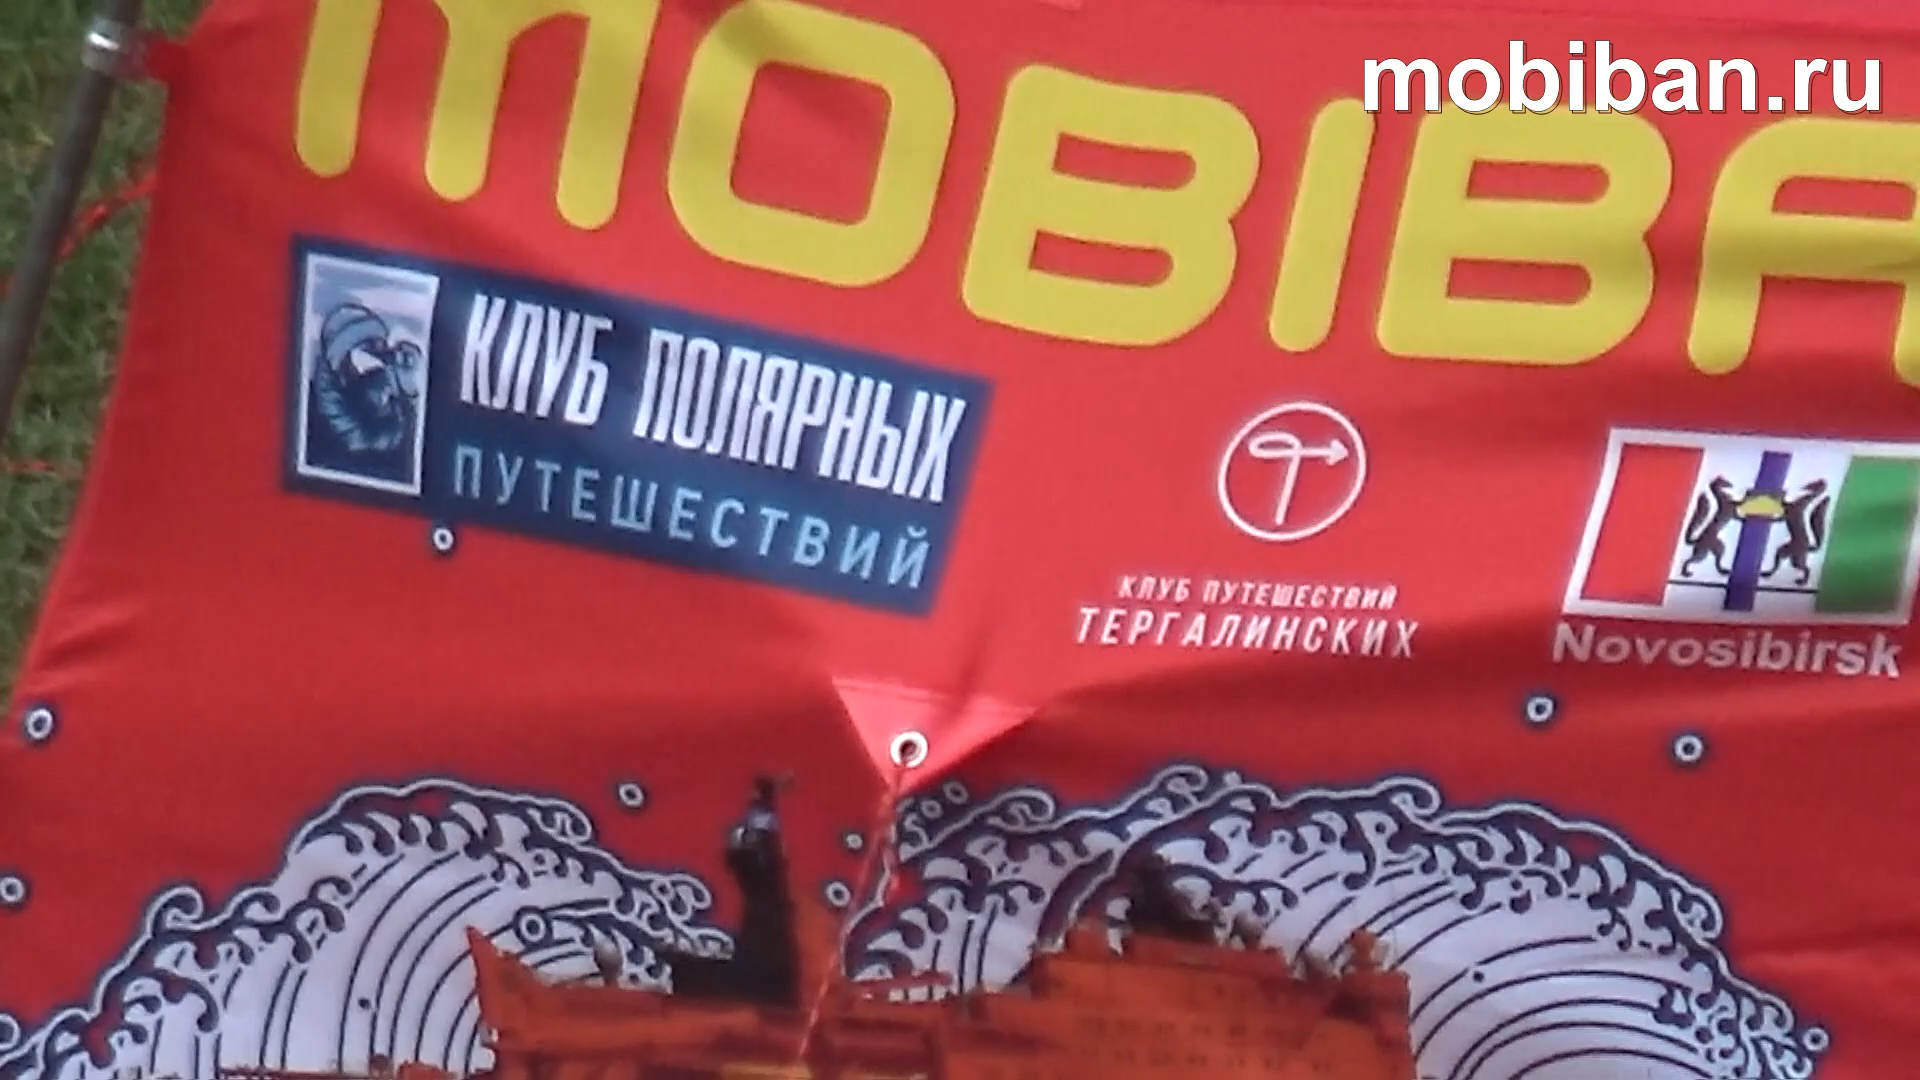 mobiban.ru
MOBIBA
КЛУБ ПОЛЯРНЫХ
ПУТЕШЕСТВИЙ
КЛУБ ПУТЕШЕСТВИЙ
ТЕРГАЛИНСКИХ
Novosibirsk